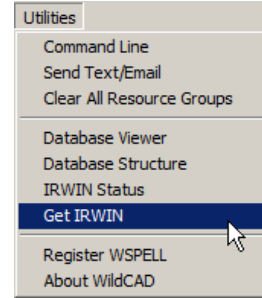 Utilities
Command Line
Send Text/Email
Clear All Resource Groups
Database Viewer
Database Structure
IRWIN Status
Get IRWIN
Register WSPELL
About WildCAD